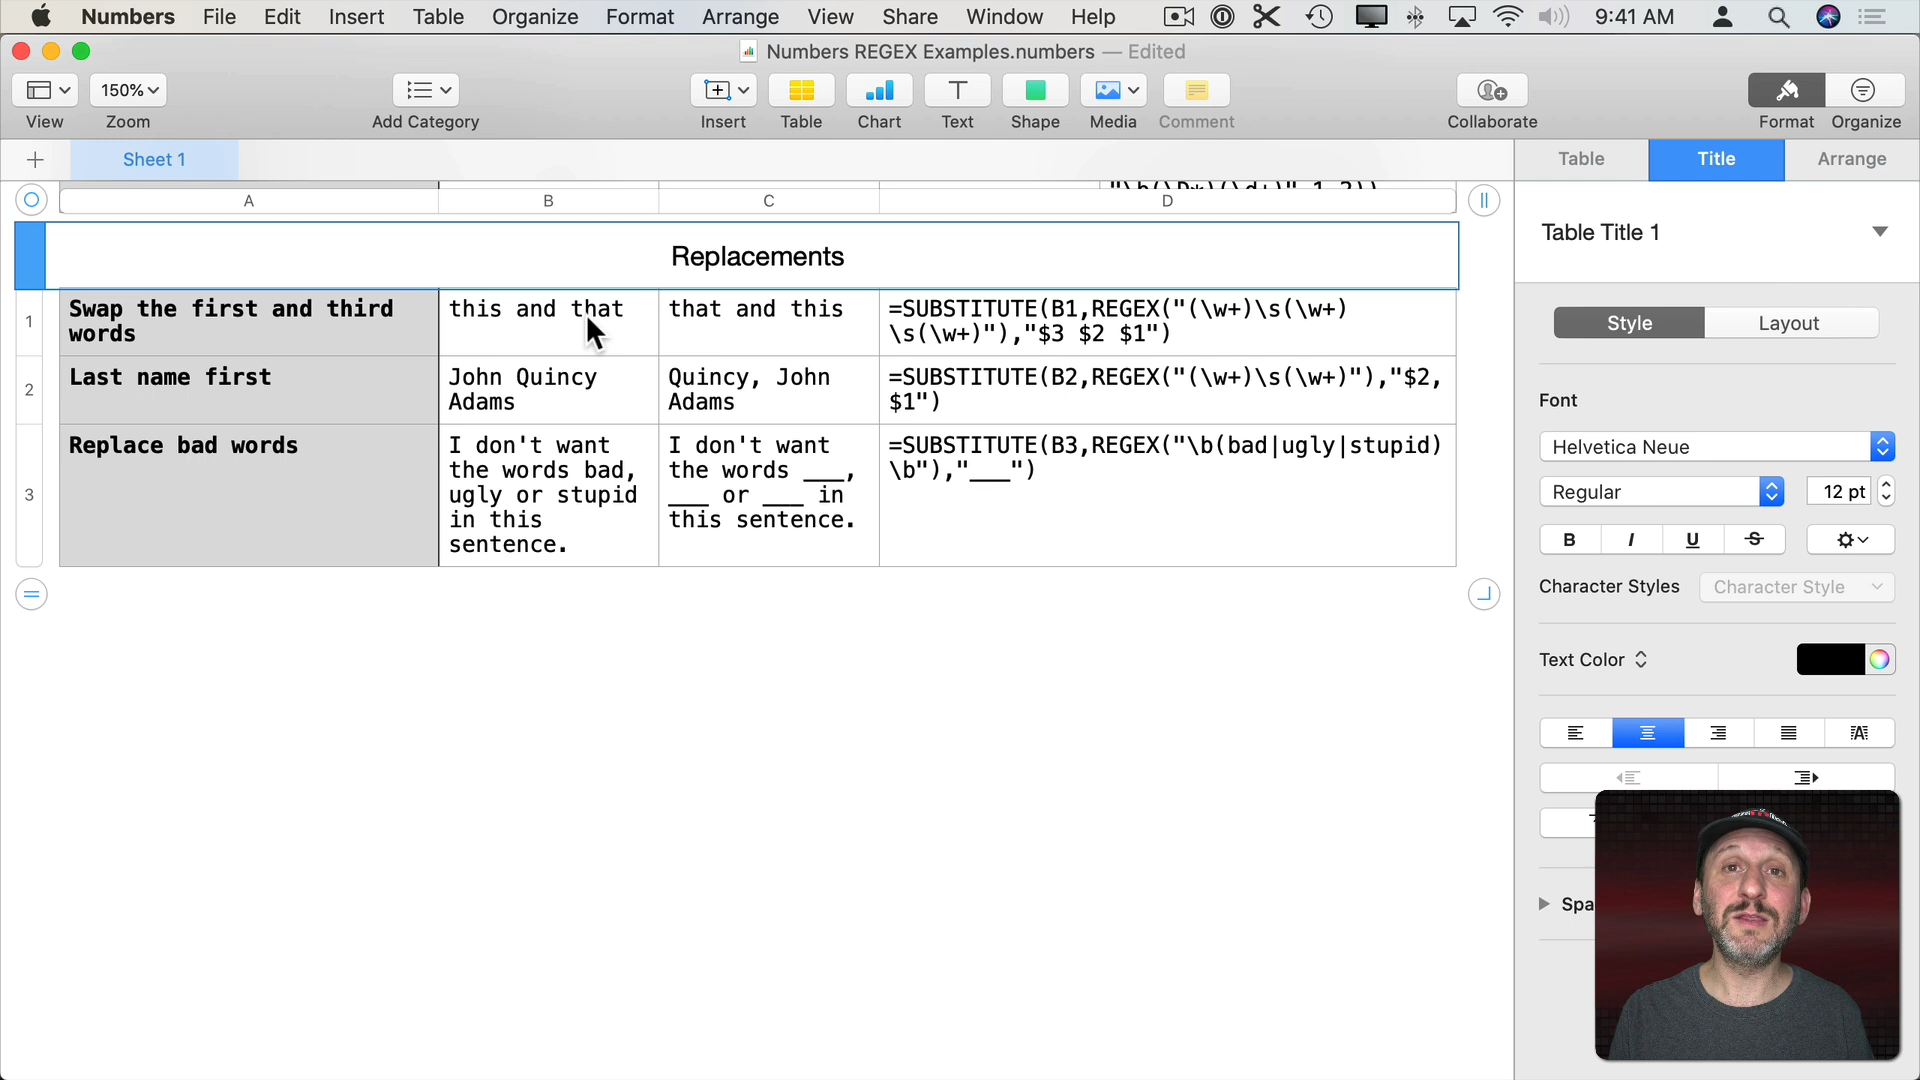 Numbers File Edit Insert Table Organize Format Arrange View Share Window Help 9:41 AM
Numbers REGEX Examples.numbers — Edited
150%
View Zoom Add Category Insert Table Chart Text Shape Media Comment Collaborate Format Organize
Sheet 1
Table Title Arrange
"\b(\D*)(\d+)",1,2))
A B C D
Table Title 1
Replacements
1
Swap the first and third
words
this and that
that and this
=SUBSTITUTE(B1,REGEX("(\w+)\s(\w+)
\s(\w+)"),"$3 $2 $1")
2
Last name first
John Quincy
Adams
Quincy, John
Adams
=SUBSTITUTE(B2,REGEX("(\w+)\s(\w+)"),"$2,
$1")
3
Replace bad words
I don't want
the words bad,
ugly or stupid
in this
sentence.
I don't want
the words ___,
___ or ___ in
this sentence.
=SUBSTITUTE(B3,REGEX("\b(bad|ugly|stupid)
\b"),"___")
Style Layout
Font
Helvetica Neue
Regular 12 pt
B I U S
Character Styles Character Style
Text Color
Spa